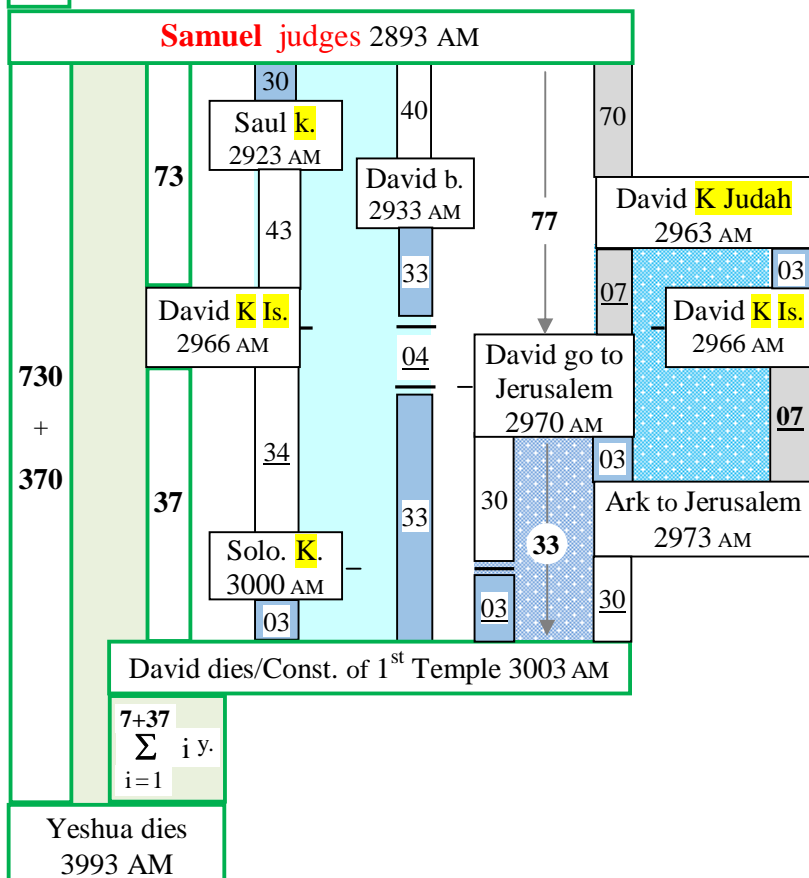 Samuel judges 2893 AM
30
40
70
Saul k.
2923 AM
73
David b.
2933 AM
David K Judah
2963 AM
77
43
33
07
03
David K Is.
2966 AM
David K Is.
2966 AM
04
David go to
Jerusalem
2970 AM
730
+
370
07
34
03
37
33
30
Ark to Jerusalem
2973 AM
33
Solo. K.
3000 AM
03
03
30
David dies/Const. of 1st Temple 3003 AM
7+37
Σ i y.
i=1
Yeshua dies
3993 AM